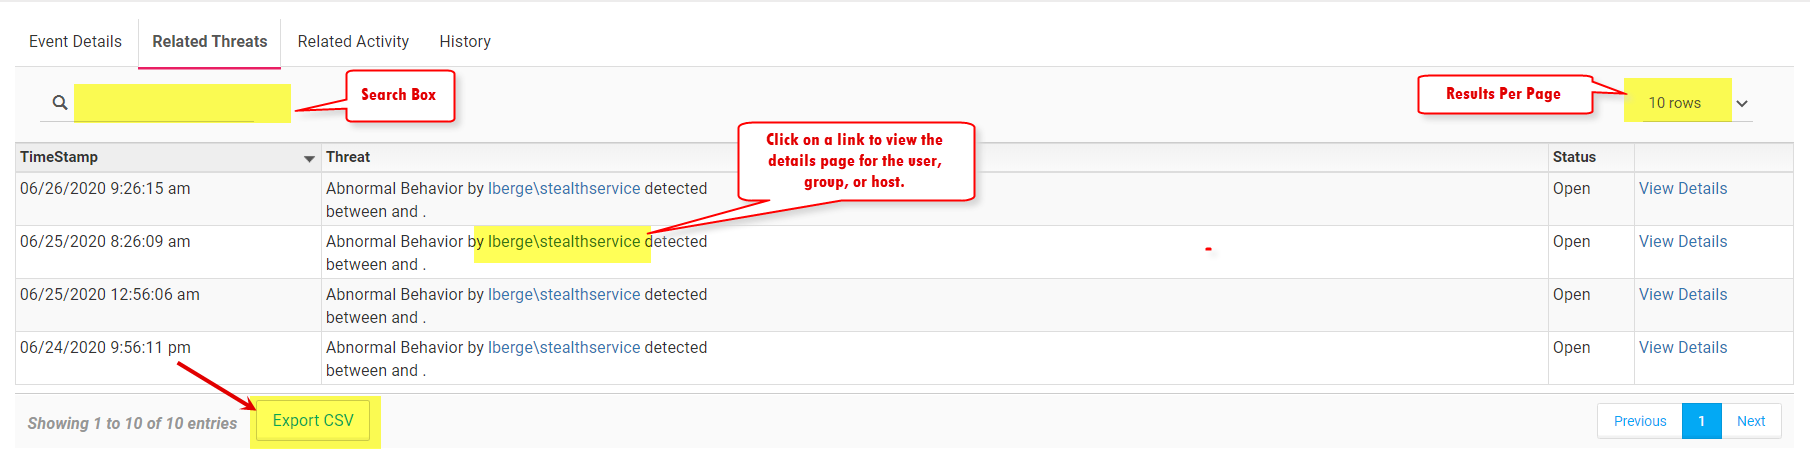 Event Details Related Threats Related Activity History
Search Box
Results Per Page
10 rows
Click on a link to view the
details page for the user,
group, or host.
TimeStamp Threat Status
06/26/2020 9:26:15 am Abnormal Behavior by lberge\stealthservice detected Open View Details
between and .
06/25/2020 8:26:09 am Abnormal Behavior by lberge\stealthservice detected Open View Details
between and .
06/25/2020 12:56:06 am Abnormal Behavior by lberge\stealthservice detected Open View Details
between and .
06/24/2020 9:56:11 pm Abnormal Behavior by lberge\stealthservice detected Open View Details
between and .
Showing 1 to 10 of 10 entries Export CSV Previous 1 Next